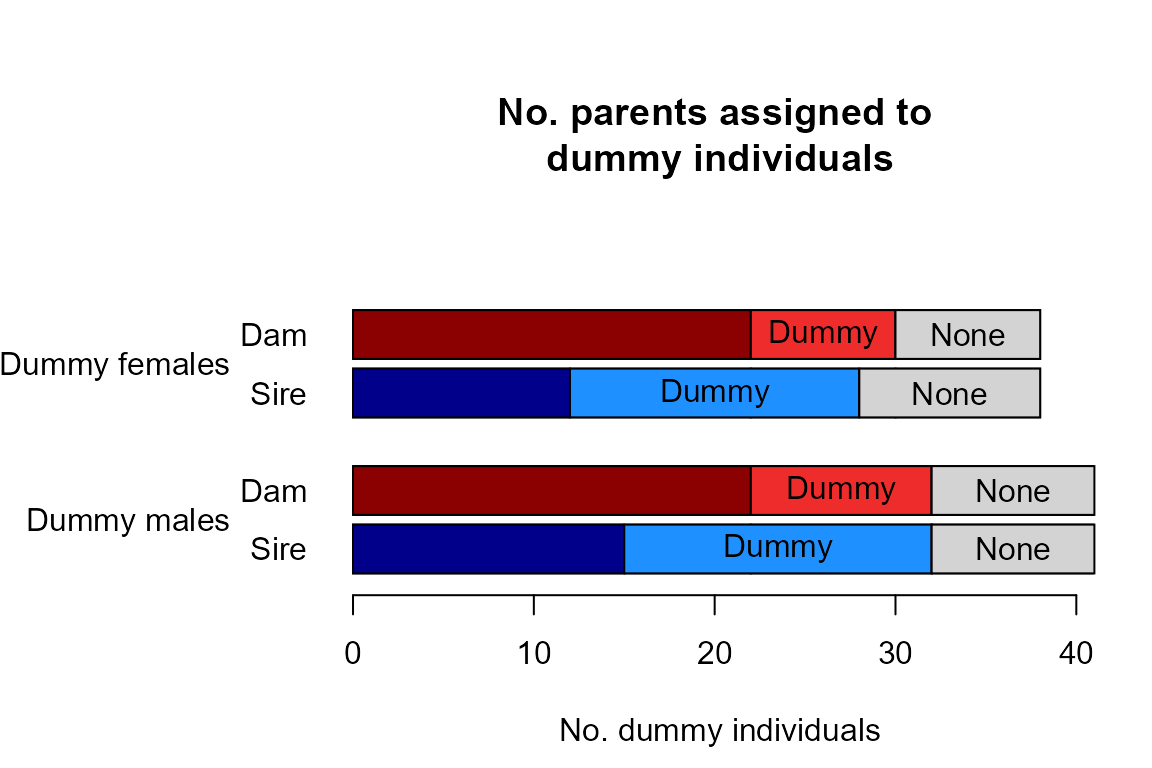 No. parents assigned to
dummy individuals
Dam
Dummy
None
Dummy females
Sire
Dummy
None
Dam
Dummy
None
Dummy males
Sire
Dummy
None
0 10 20 30 40
No. dummy individuals